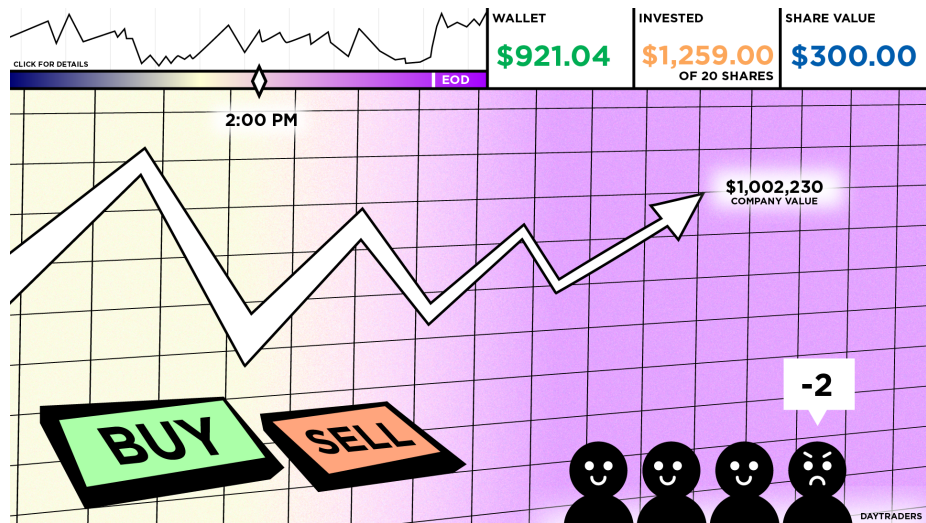 WALLET
$921.04
INVESTED
$1,259.00
OF 20 SHARES
SHARE VALUE
$300.00
CLICK FOR DETAILS
EOD
2:00 PM
$1,002,230
COMPANY VALUE
BUY
SELL
-2
DAYTRADERS